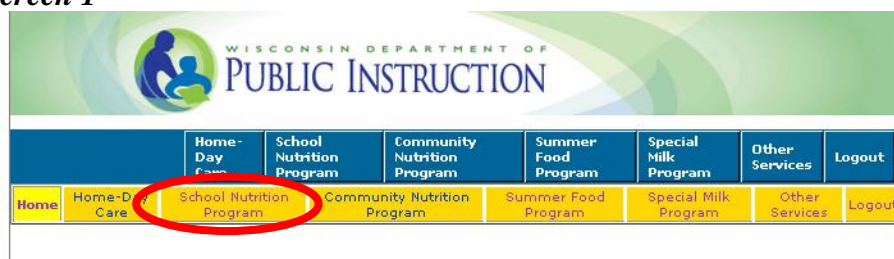 WISCONSIN DEPARTMENT OF
PUBLIC INSTRUCTION
Home- School Community Summer Special Other Logout
Day Nutrition Nutrition Food Milk Services
Care Program Program Program Program
Home Home-Day School Nutrition Community Nutrition Summer Food Special Milk Other Logout
Care Program Program Program Program Services